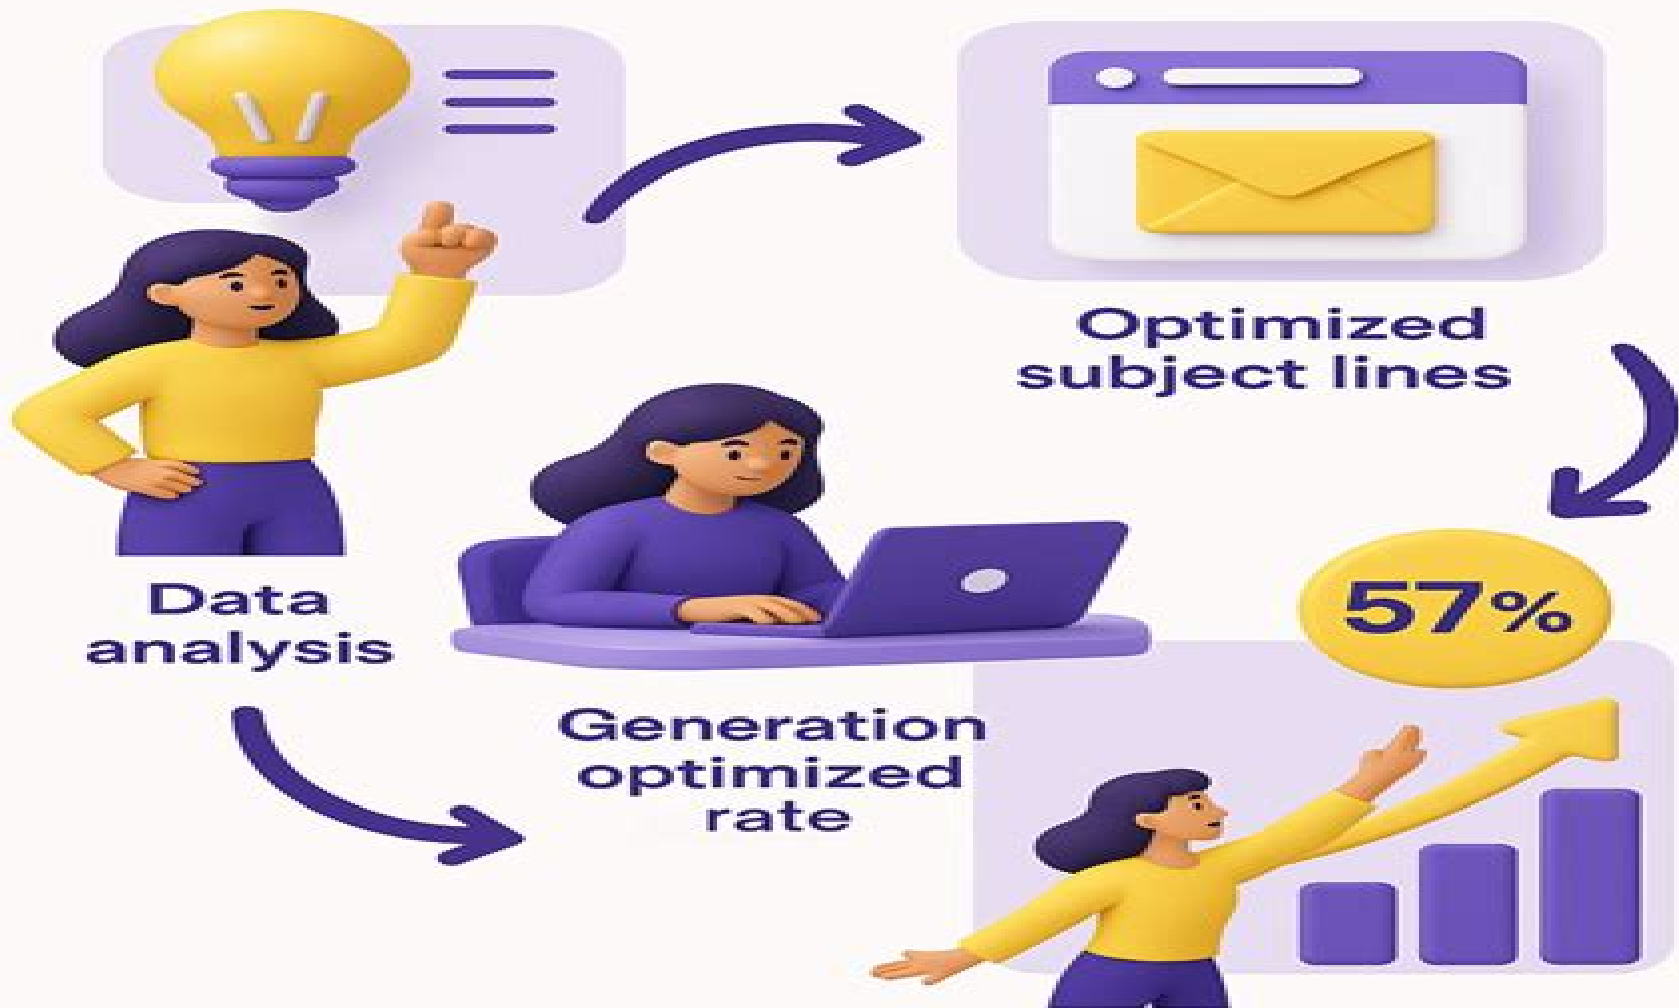 Optimized
subject lines
Data
analysis
57%
Generation
optimized
rate